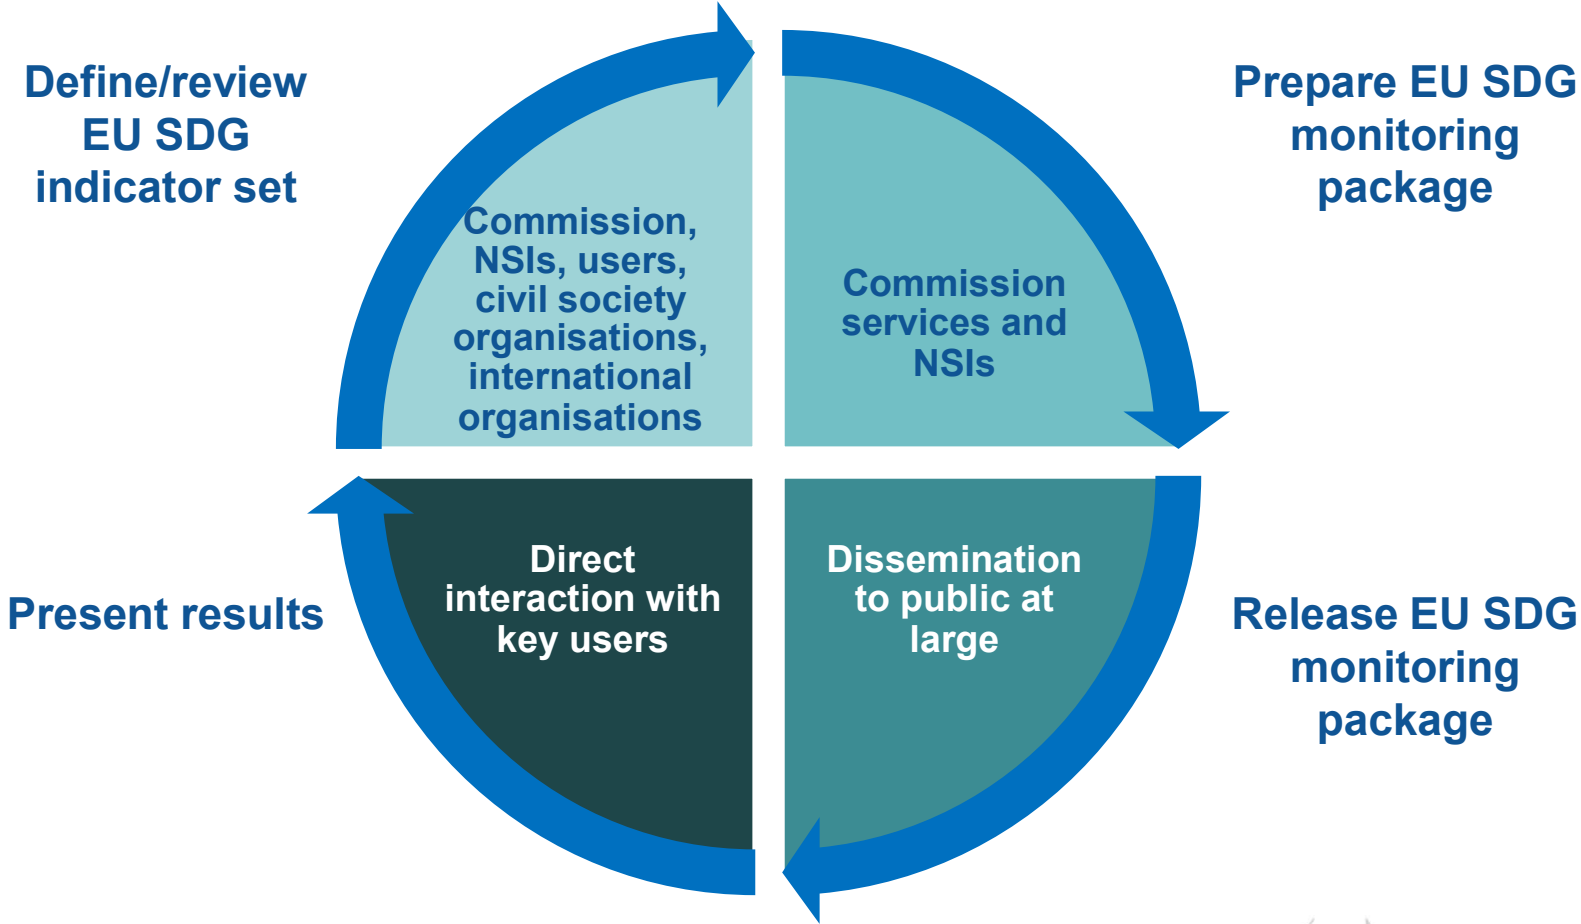 Define/review
EU SDG
indicator set
Commission,
NSIs, users,
civil society
organisations,
international
organisations
Prepare EU SDG
monitoring
package
Commission
services and
NSIs
Present results
Direct
interaction with
key users
Dissemination
to public at
large
Release EU SDG
monitoring
package